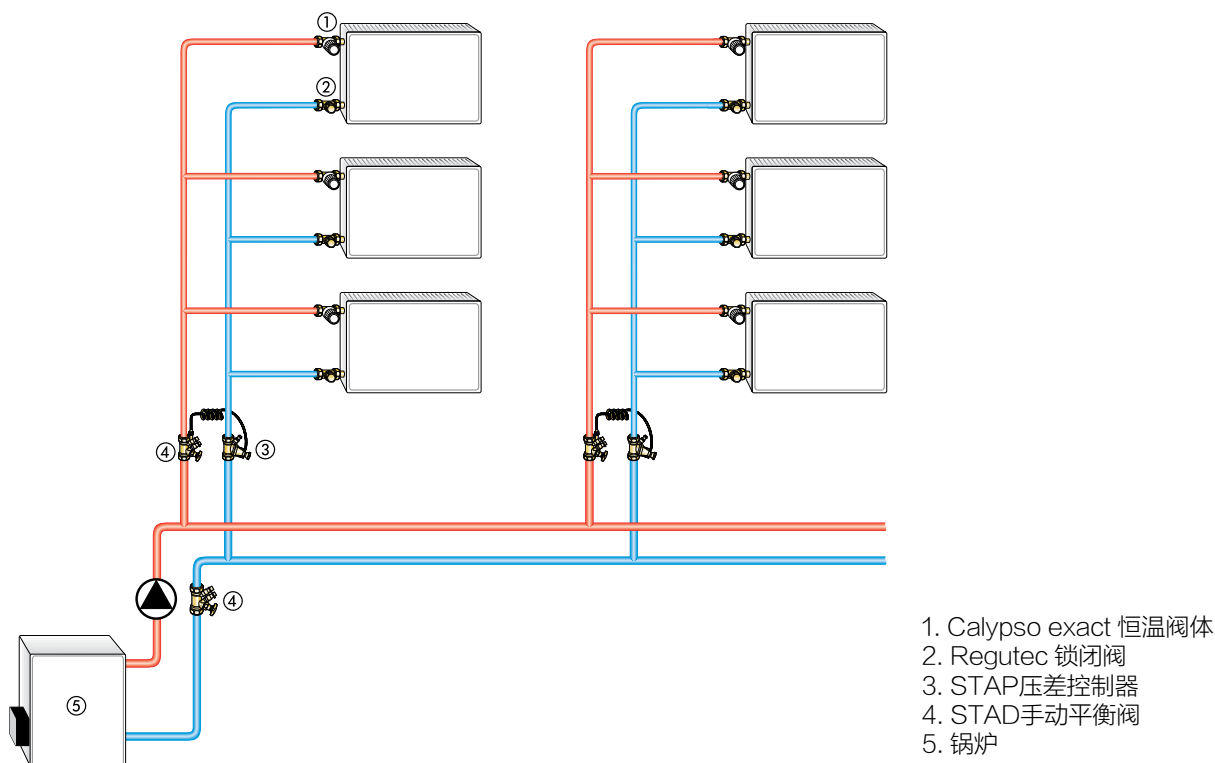 ①
②
④
③
④
⑤
1. Calypso exact 恒温阀体
2. Regutec 锁闭阀
3. STAP压差控制器
4. STAD手动平衡阀
5. 锅炉